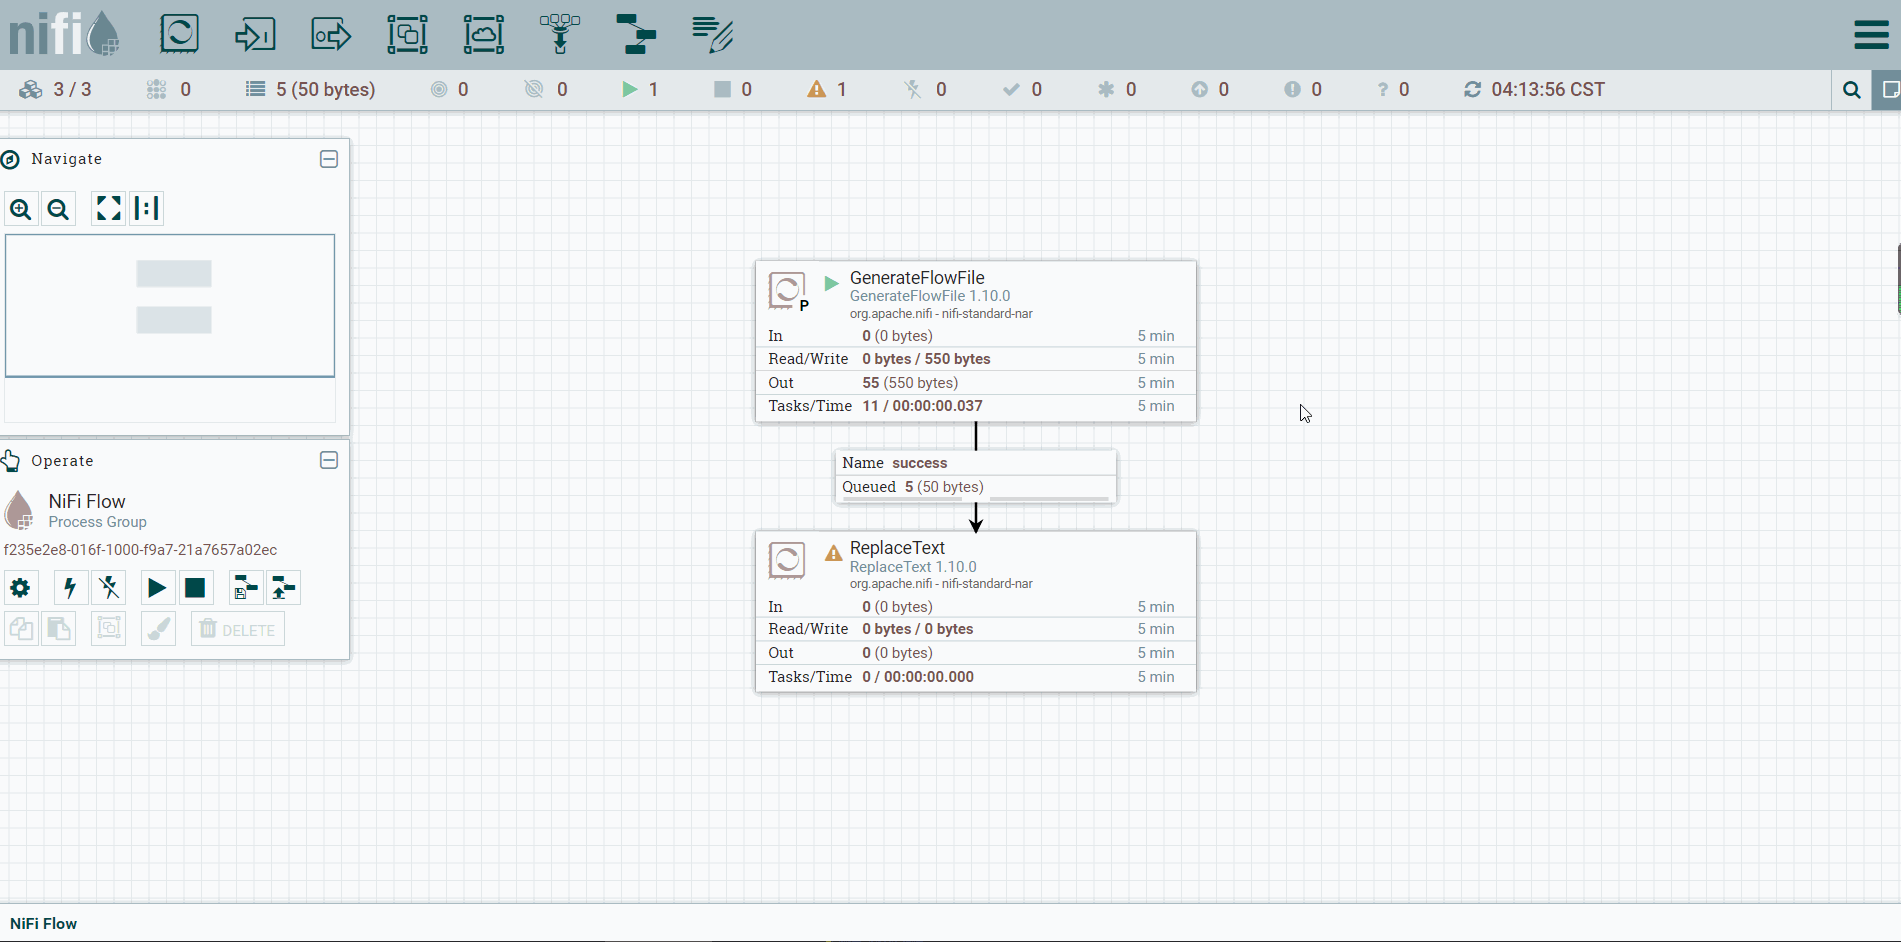 nifi
3 / 3 0 5 (50 bytes) 0 0 1 0 1 0 0 0 0 0 ? 0 04:13:56 CST
Navigate
Operate
NiFi Flow
Process Group
f235e2e8-016f-1000-f9a7-21a7657a02ec
DELETE
GenerateFlowFile
GenerateFlowFile 1.10.0
P
org.apache.nifi - nifi-standard-nar
In 0 (0 bytes) 5 min
Read/Write 0 bytes / 550 bytes 5 min
Out 55 (550 bytes) 5 min
Tasks/Time 11 / 00:00:00.037 5 min
Name success
Queued 5 (50 bytes)
ReplaceText
ReplaceText 1.10.0
org.apache.nifi - nifi-standard-nar
In 0 (0 bytes) 5 min
Read/Write 0 bytes / 0 bytes 5 min
Out 0 (0 bytes) 5 min
Tasks/Time 0 / 00:00:00.000 5 min
NiFi Flow